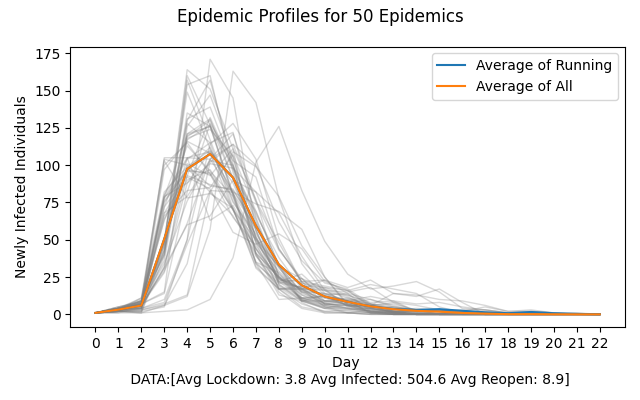 Epidemic Profiles for 50 Epidemics
Average of Running
Average of All
Newly Infected Individuals
175
150
125
100
75
50
25
0
0 1 2 3 4 5 6 7 8 9 10 11 12 13 14 15 16 17 18 19 20 21 22
Day
DATA:[Avg Lockdown: 3.8 Avg Infected: 504.6 Avg Reopen: 8.9]